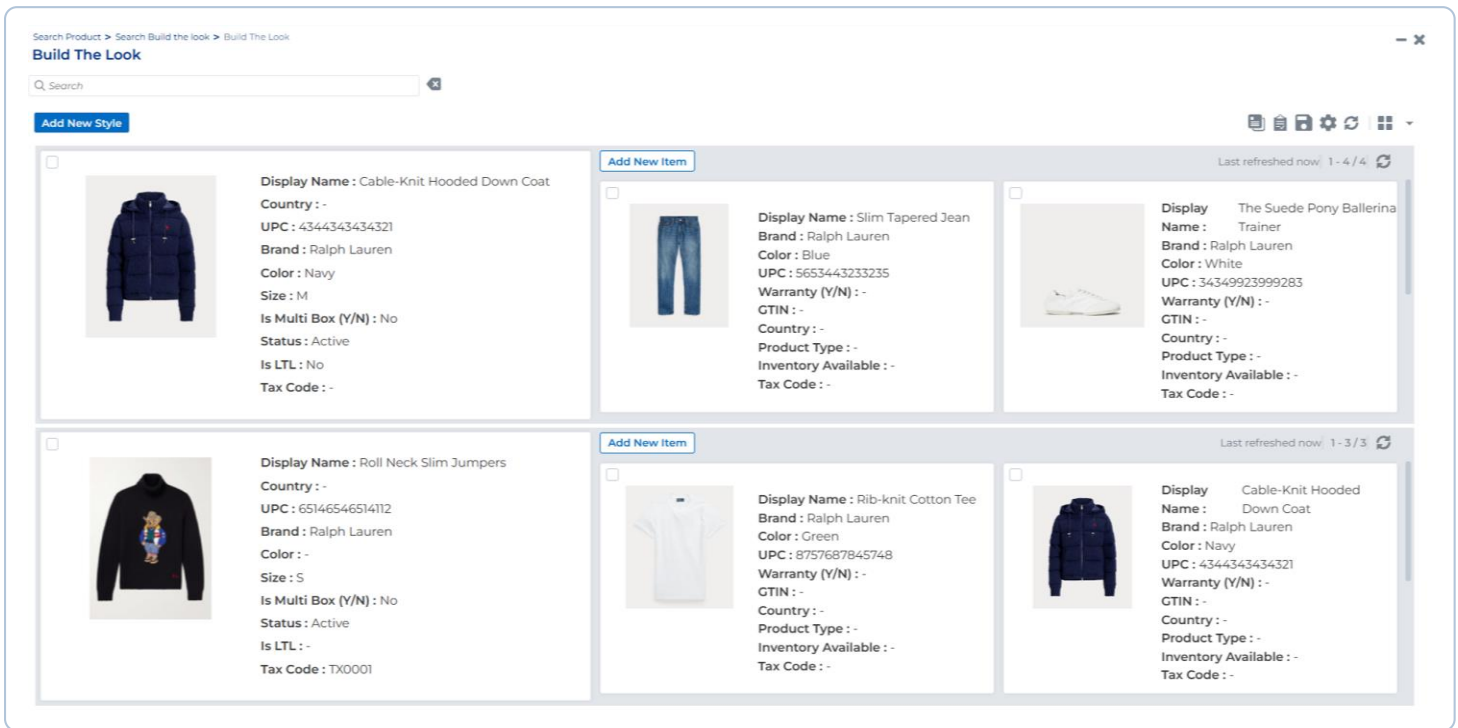 Search Product > Search Build the look > Build The Look
Build The Look
Search
Add New Style
Display Name : Cable-Knit Hooded Down Coat
Country : -
UPC : 4344343434321
Brand : Ralph Lauren
Color : Navy
Size : M
Is Multi Box (Y/N) : No
Status : Active
Is LTL : No
Tax Code : -
Add New Item
Last refreshed now 1 - 4 / 4
Display Name : Slim Tapered Jean
Brand : Ralph Lauren
Color : Blue
UPC : 5653443233235
Warranty (Y/N) : -
GTIN : -
Country : -
Product Type : -
Inventory Available : -
Tax Code : -
Display The Suede Pony Ballerina
Name : Trainer
Brand : Ralph Lauren
Color : White
UPC : 34349923999283
Warranty (Y/N) : -
GTIN : -
Country : -
Product Type : -
Inventory Available : -
Tax Code : -
Display Name : Roll Neck Slim Jumpers
Country : -
UPC : 65146546514112
Brand : Ralph Lauren
Color : -
Size : S
Is Multi Box (Y/N) : No
Status : Active
Is LTL : -
Tax Code : TX0001
Add New Item
Last refreshed now 1 - 3 / 3
Display Name : Rib-knit Cotton Tee
Brand : Ralph Lauren
Color : Green
UPC : 8757687845748
Warranty (Y/N) : -
GTIN : -
Country : -
Product Type : -
Inventory Available : -
Tax Code : -
Display Cable-Knit Hooded
Name : Down Coat
Brand : Ralph Lauren
Color : Navy
UPC : 4344343434321
Warranty (Y/N) : -
GTIN : -
Country : -
Product Type : -
Inventory Available : -
Tax Code : -